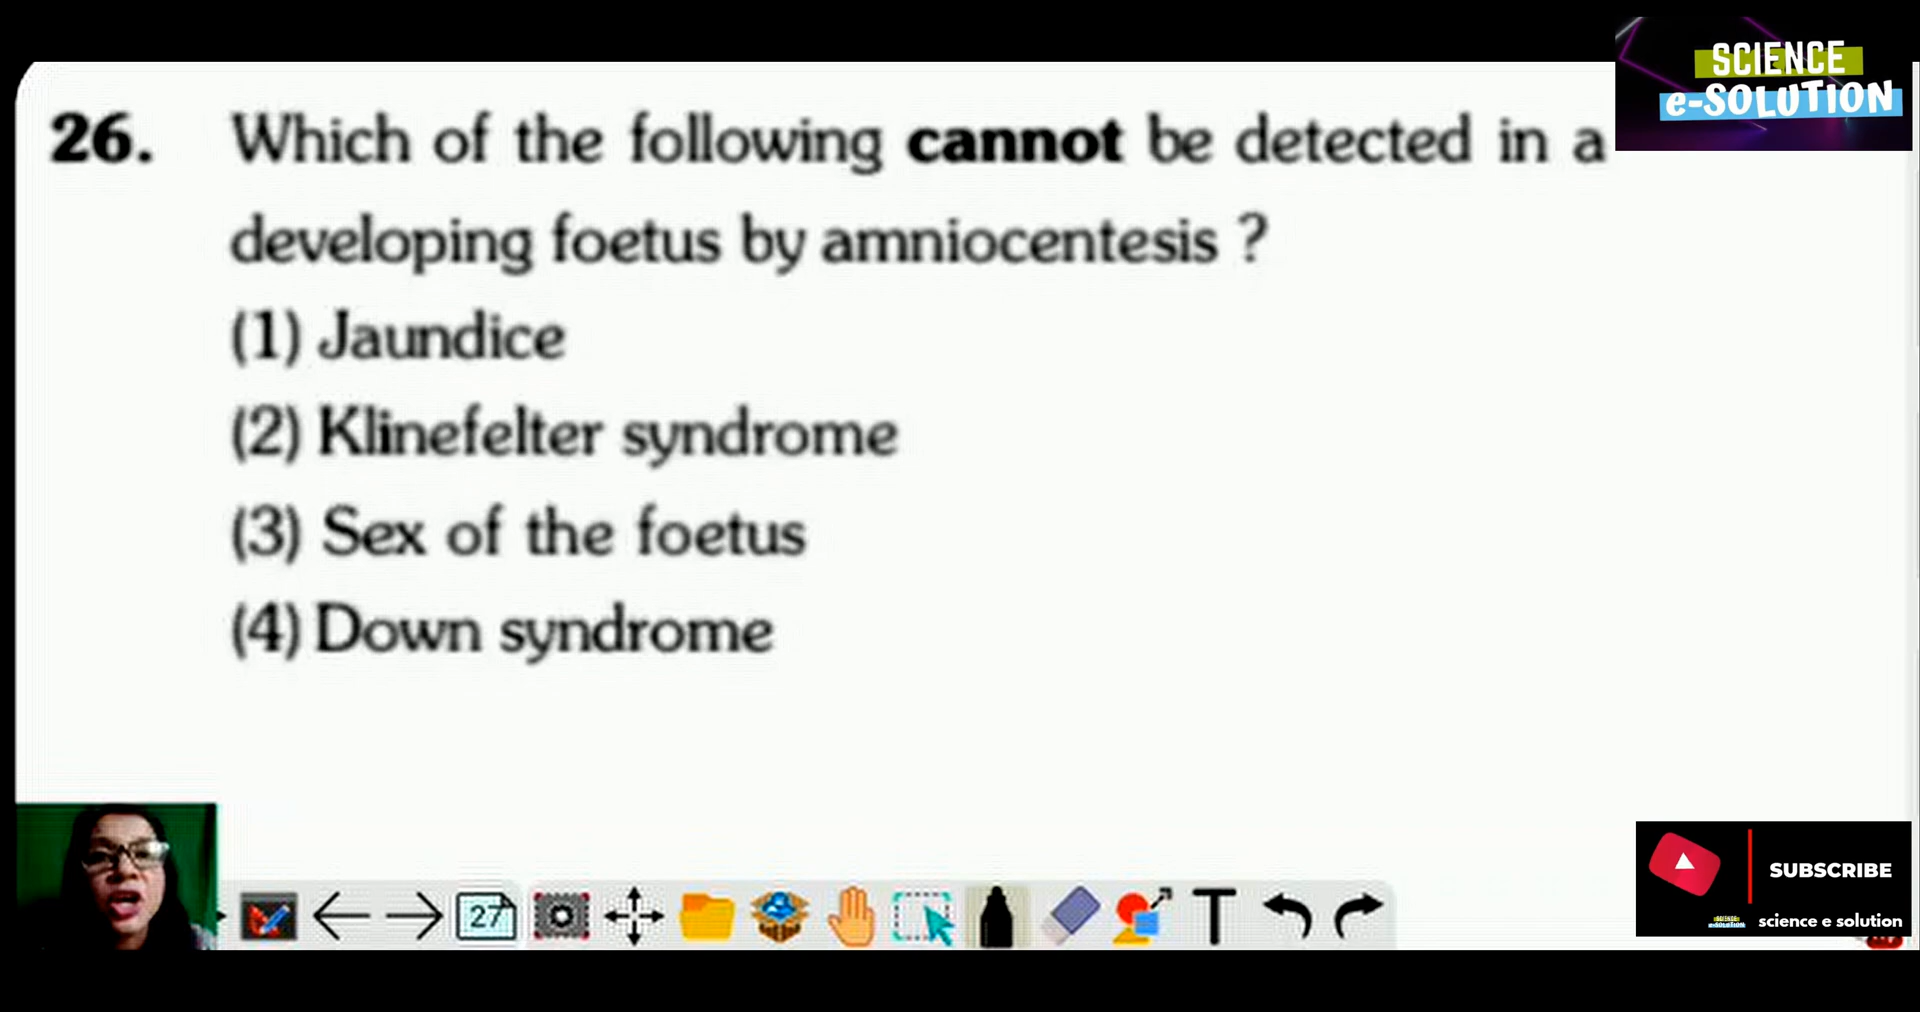 SCIENCE
e-SOLUTION
26. Which of the following cannot be detected in a
developing foetus by amniocentesis ?
(1) Jaundice
(2) Klinefelter syndrome
(3) Sex of the foetus
(4) Down syndrome
27
T
SUBSCRIBE
science e solution